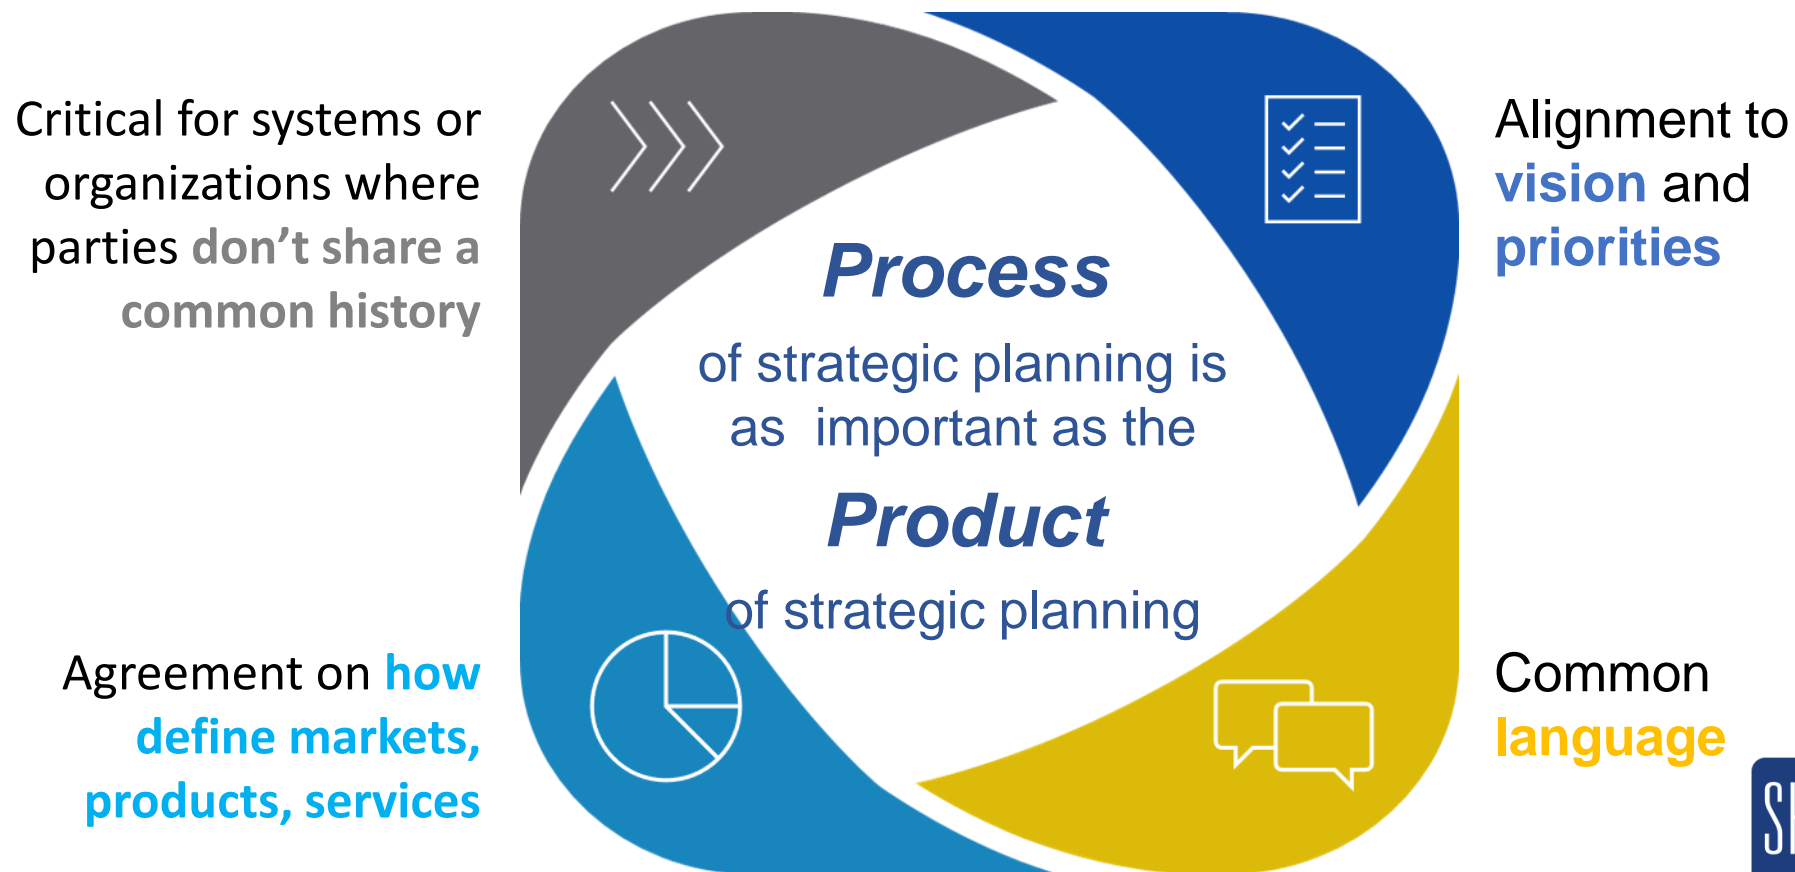 Critical for systems or
organizations where
parties don’t share a
common history
Alignment to
vision and
priorities
Process
of strategic planning is
as  important as the
Product
of strategic planning
Agreement on how
define markets,
products, services
Common
language